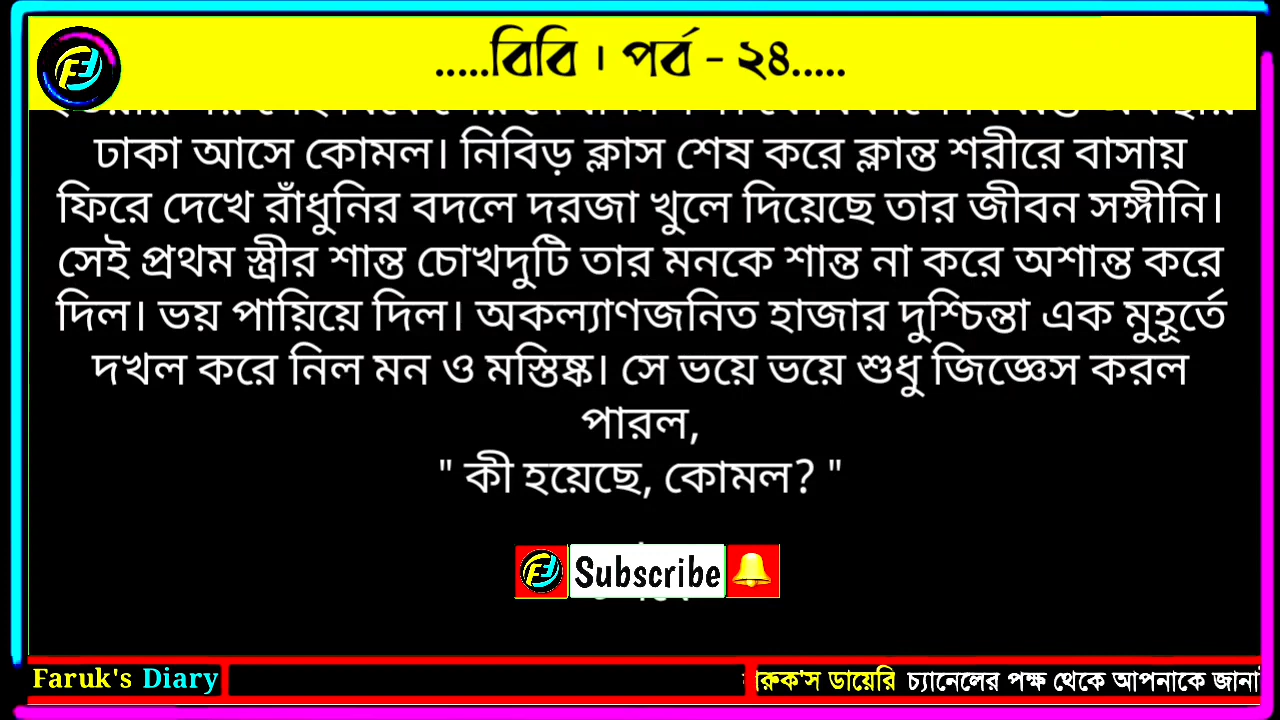 .....বিবি । পর্ব - ২৪.....
ঢাকা আসে কোমল। নিবিড় ক্লাস শেষ করে ক্লান্ত শরীরে বাসায়
ফিরে দেখে রাঁধুনির বদলে দরজা খুলে দিয়েছে তার জীবন সঙ্গীনি।
সেই প্রথম স্ত্রীর শান্ত চোখদুটি তার মনকে শান্ত না করে অশান্ত করে
দিল। ভয় পায়িয়ে দিল। অকল্যাণজনিত হাজার দুশ্চিন্তা এক মুহূর্তে
দখল করে নিল মন ও মস্তিষ্ক। সে ভয়ে ভয়ে শুধু জিজ্ঞেস করল
পারল,
" কী হয়েছে, কোমল? "
Subscribe
Faruk's Diary
ডায়েরি চ্যানেলের পক্ষ থেকে আপনাকে